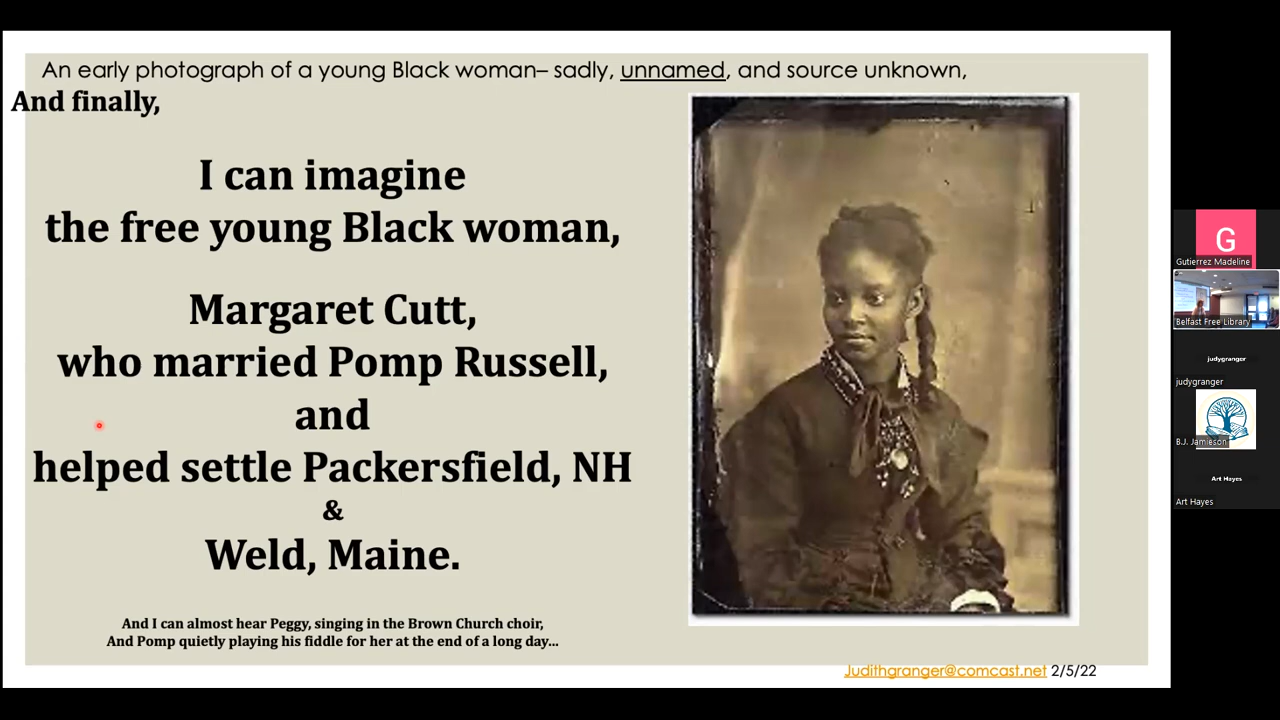 An early photograph of a young Black woman– sadly, unnamed, and source unknown,
And finally,
I can imagine
the free young Black woman,
Margaret Cutt,
who married Pomp Russell,
and
helped settle Packersfield, NH
&
Weld, Maine.
And I can almost hear Peggy, singing in the Brown Church choir,
And Pomp quietly playing his fiddle for her at the end of a long day...
Judithgranger@comcast.net 2/5/22
G
Gutierrez Madeline
Belfast Free Library
judygranger
judygranger
B.J. Jamieson
Art Hayes
Art Hayes